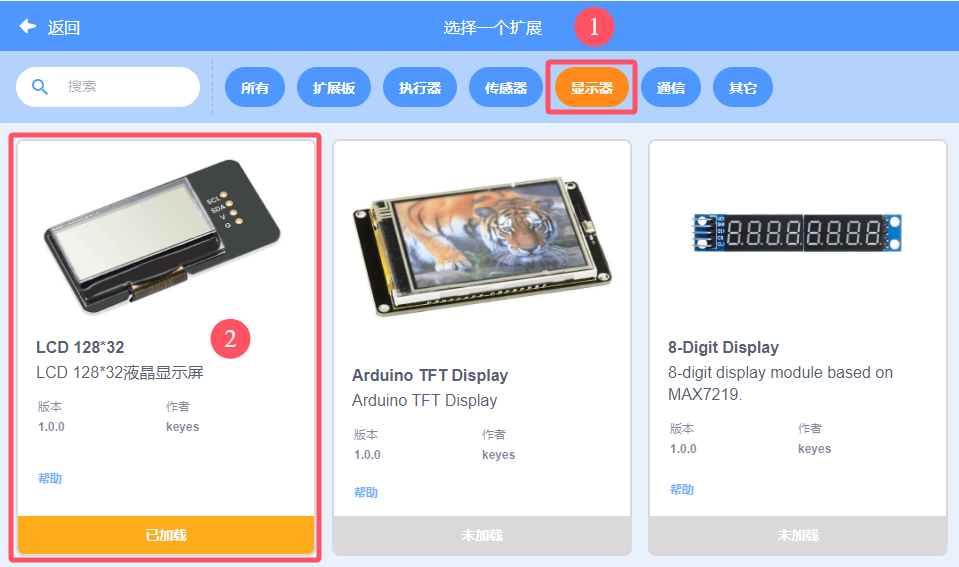 返回
选择一个扩展
1
搜索
所有
扩展板
执行器
传感器
显示器
通信
其它
SCL
SDA
V
G
2
LCD 128*32
LCD 128*32液晶显示屏
版本
作者
1.0.0
keyes
帮助
已加载
Arduino TFT Display
Arduino TFT Display
版本
作者
1.0.0
keyes
帮助
未加载
8-Digit Display
8-digit display module based on
MAX7219.
版本
作者
1.0.0
keyes
帮助
未加载